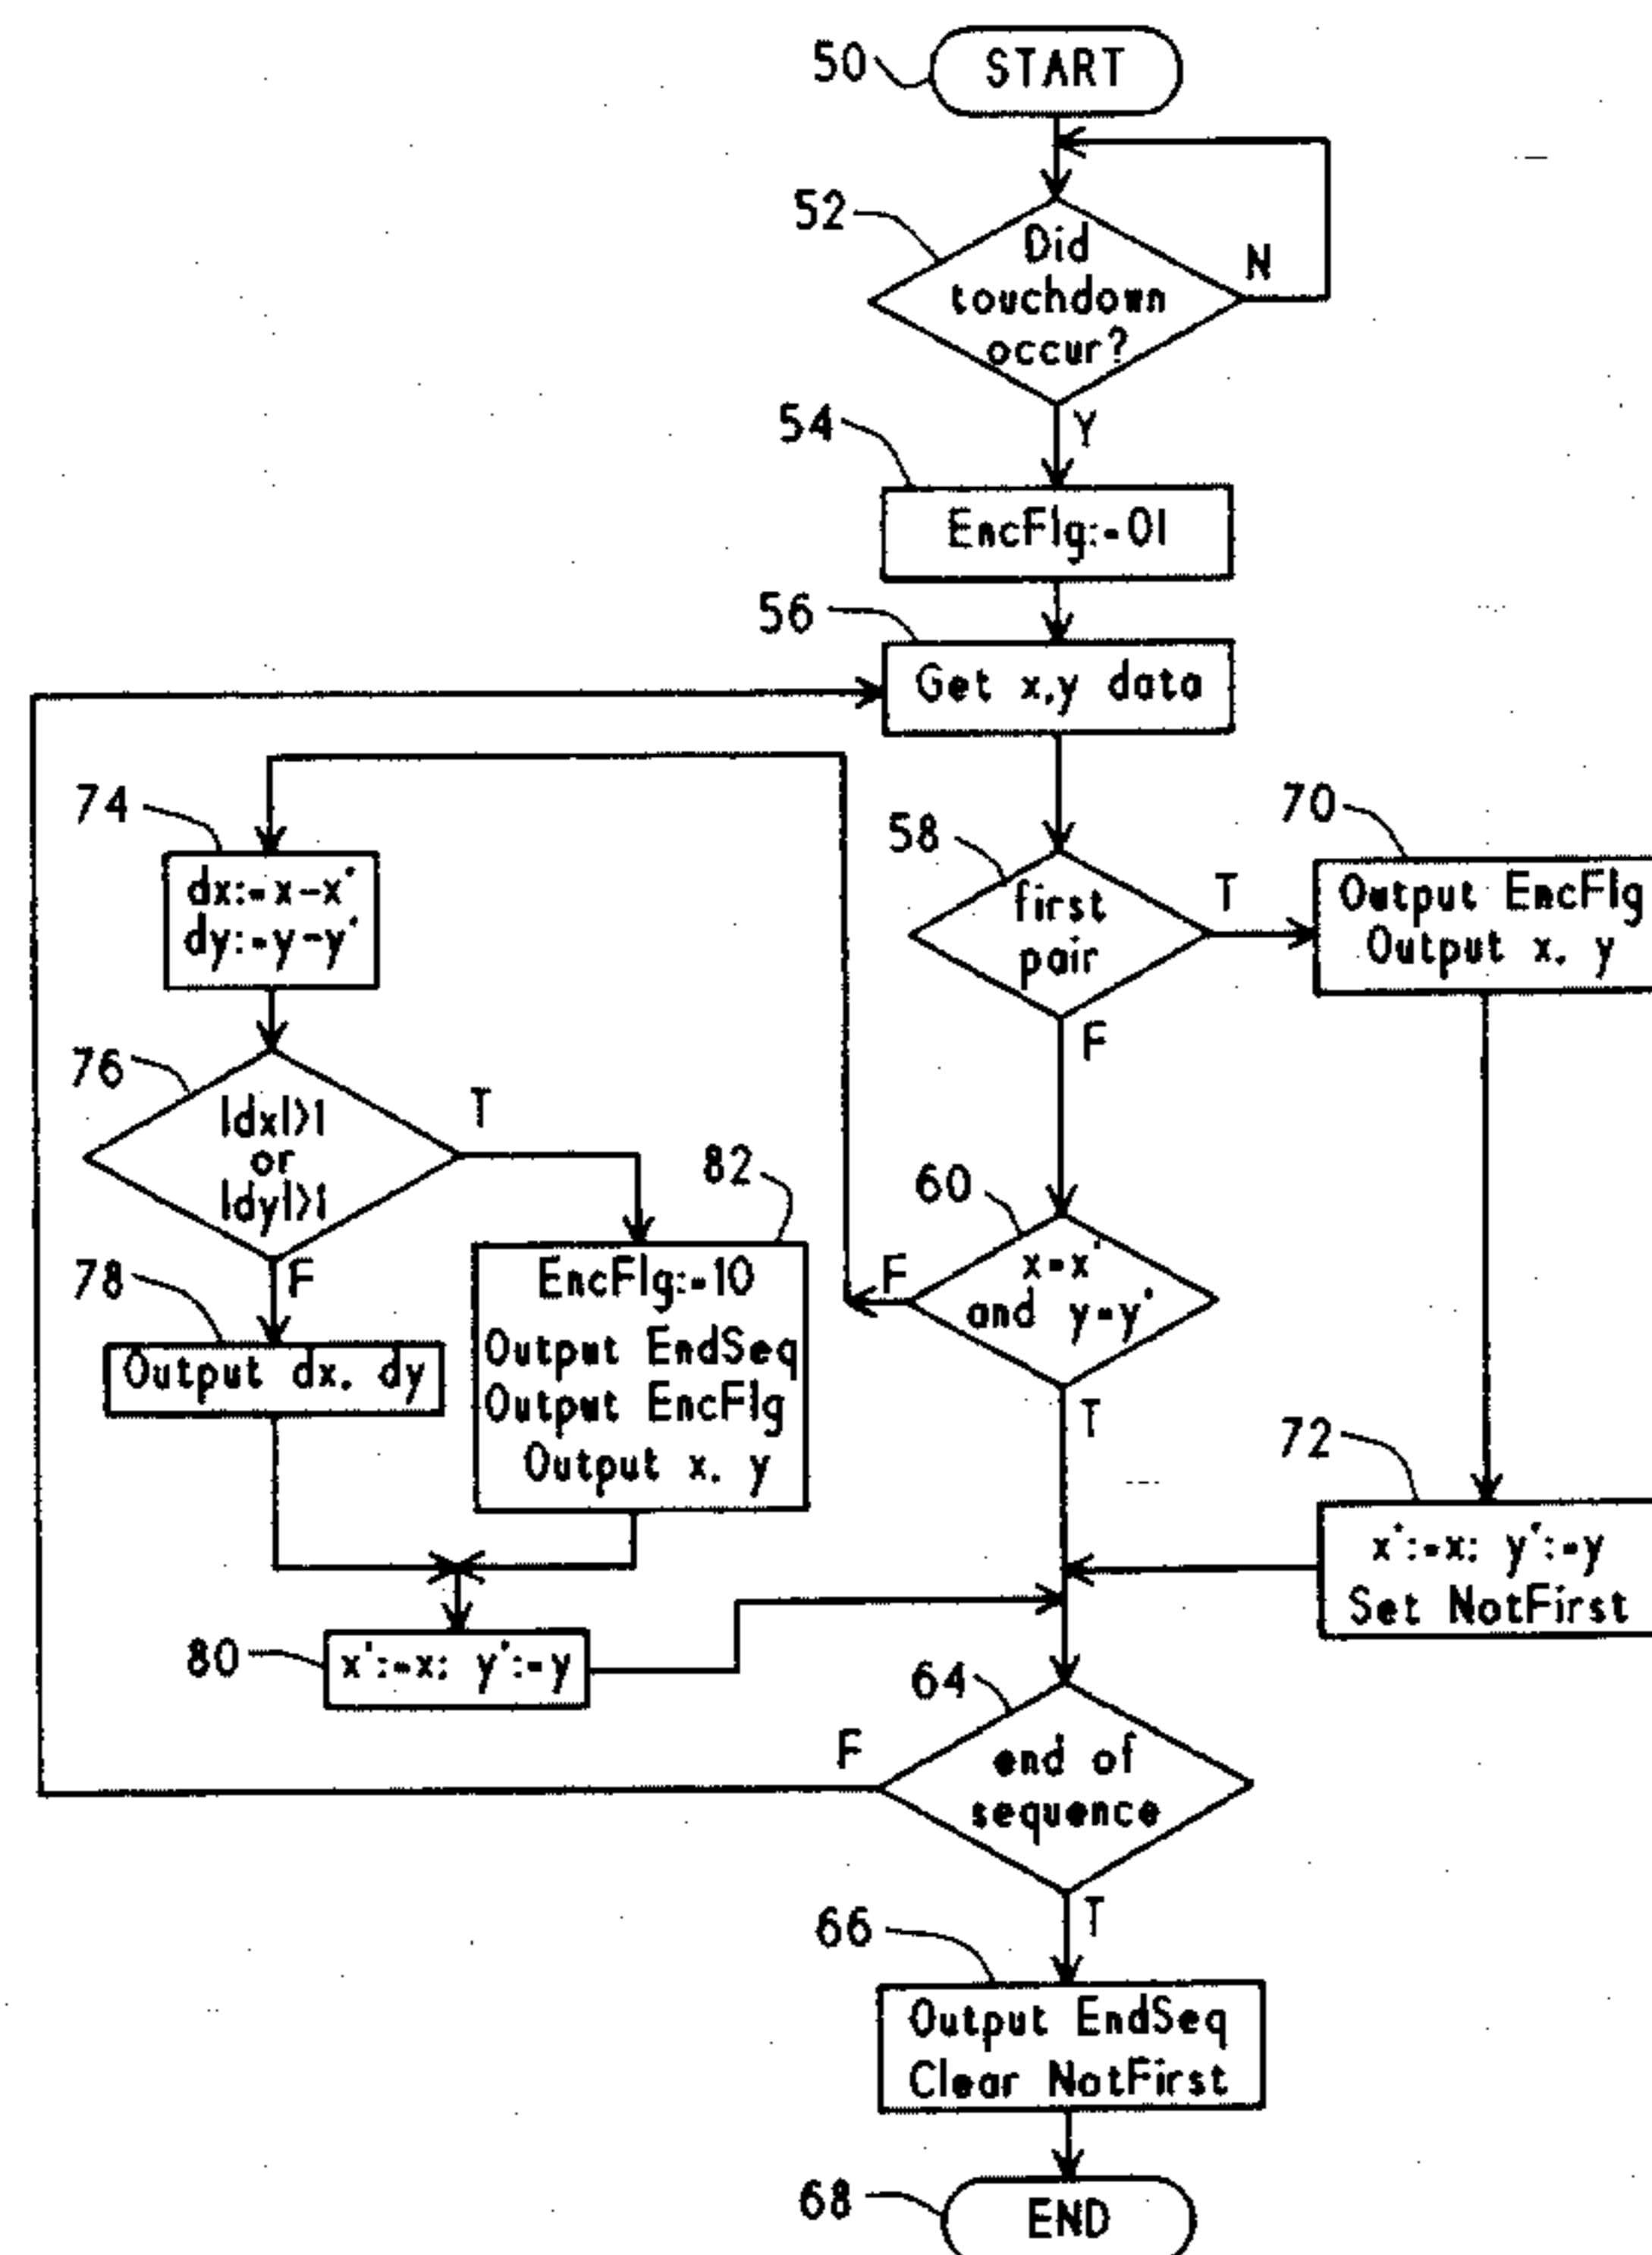 50
START
52
Did
touchdown
occur?
N
Y
54
EncFlg:=01
56
Get x,y data
58
first
pair
T
F
70
Output EncFlg
Output x, y
74
dx:=x-x'
dy:=y-y'
76
|dx|>1
or
|dy|>1
T
F
82
EncFlg:=10
Output EndSeq
Output EncFlg
Output x, y
78
Output dx, dy
60
x=x'
and y=y'
F
T
72
x':=x; y':=y
Set NotFirst
80
x':=x; y':=y
64
end of
sequence
F
T
66
Output EndSeq
Clear NotFirst
68
END